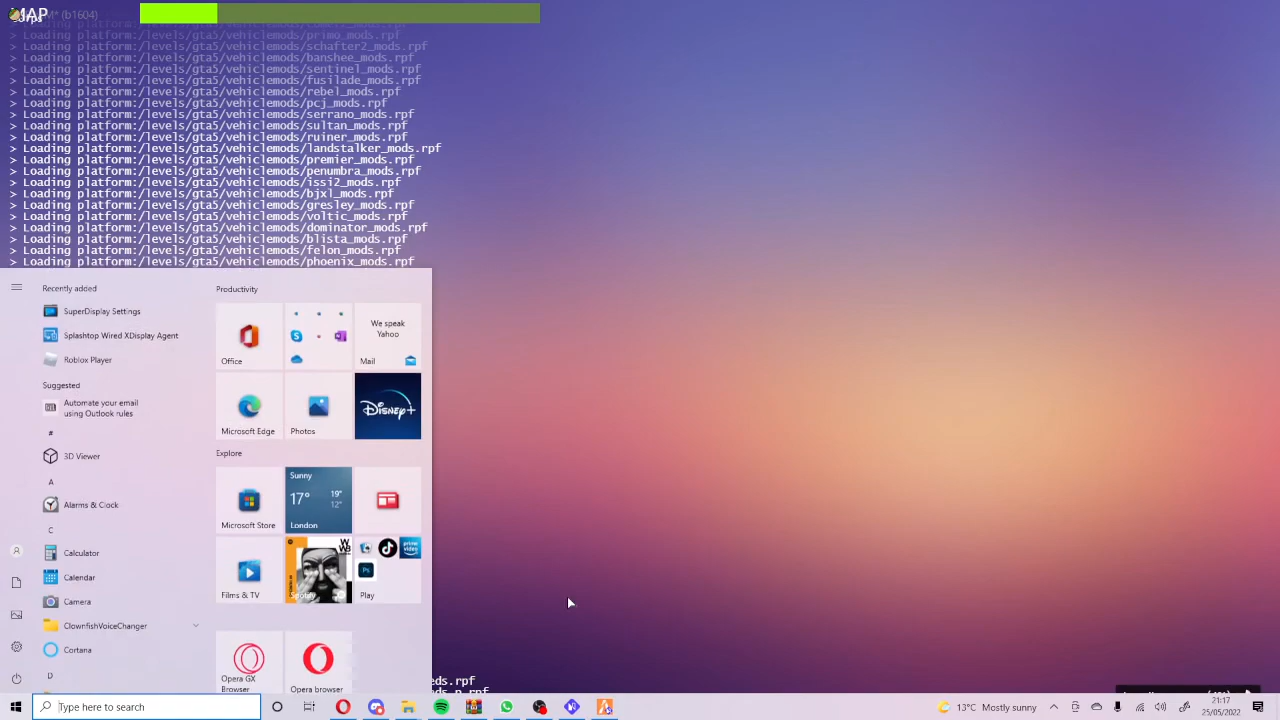 MAP
M* (b1604)
> Loading platform:/levels/gta5/vehiclemods/primo_mods.rpf
> Loading platform:/levels/gta5/vehiclemods/schafter2_mods.rpf
> Loading platform:/levels/gta5/vehiclemods/banshee_mods.rpf
> Loading platform:/levels/gta5/vehiclemods/sentinel_mods.rpf
> Loading platform:/levels/gta5/vehiclemods/fusilade_mods.rpf
> Loading platform:/levels/gta5/vehiclemods/rebel_mods.rpf
> Loading platform:/levels/gta5/vehiclemods/pcj_mods.rpf
> Loading platform:/levels/gta5/vehiclemods/serrano_mods.rpf
> Loading platform:/levels/gta5/vehiclemods/sultan_mods.rpf
> Loading platform:/levels/gta5/vehiclemods/ruiner_mods.rpf
> Loading platform:/levels/gta5/vehiclemods/landstalker_mods.rpf
> Loading platform:/levels/gta5/vehiclemods/premier_mods.rpf
> Loading platform:/levels/gta5/vehiclemods/penumbra_mods.rpf
> Loading platform:/levels/gta5/vehiclemods/issi2_mods.rpf
> Loading platform:/levels/gta5/vehiclemods/bjxl_mods.rpf
> Loading platform:/levels/gta5/vehiclemods/gresley_mods.rpf
> Loading platform:/levels/gta5/vehiclemods/voltic_mods.rpf
> Loading platform:/levels/gta5/vehiclemods/dominator_mods.rpf
> Loading platform:/levels/gta5/vehiclemods/blista_mods.rpf
> Loading platform:/levels/gta5/vehiclemods/felon_mods.rpf
> Loading platform:/levels/gta5/vehiclemods/phoenix_mods.rpf
Recently added
SuperDisplay Settings
Splashtop Wired XDisplay Agent
Roblox Player
Suggested
Automate your email
using Outlook rules
#
3D Viewer
A
Alarms & Clock
C
Calculator
Calendar
Camera
ClownfishVoiceChanger
Cortana
D
Productivity
Office
We speak
Yahoo
Mail
Microsoft Edge
Photos
Disney+
Explore
Microsoft Store
Sunny
17°
19°
12°
London
Films & TV
Spotify
Play
prime video
Ps
Opera GX
Browser
Opera browser
eds.rpf
Type here to search
13°C Mostly sunny
21:17
25/05/2022